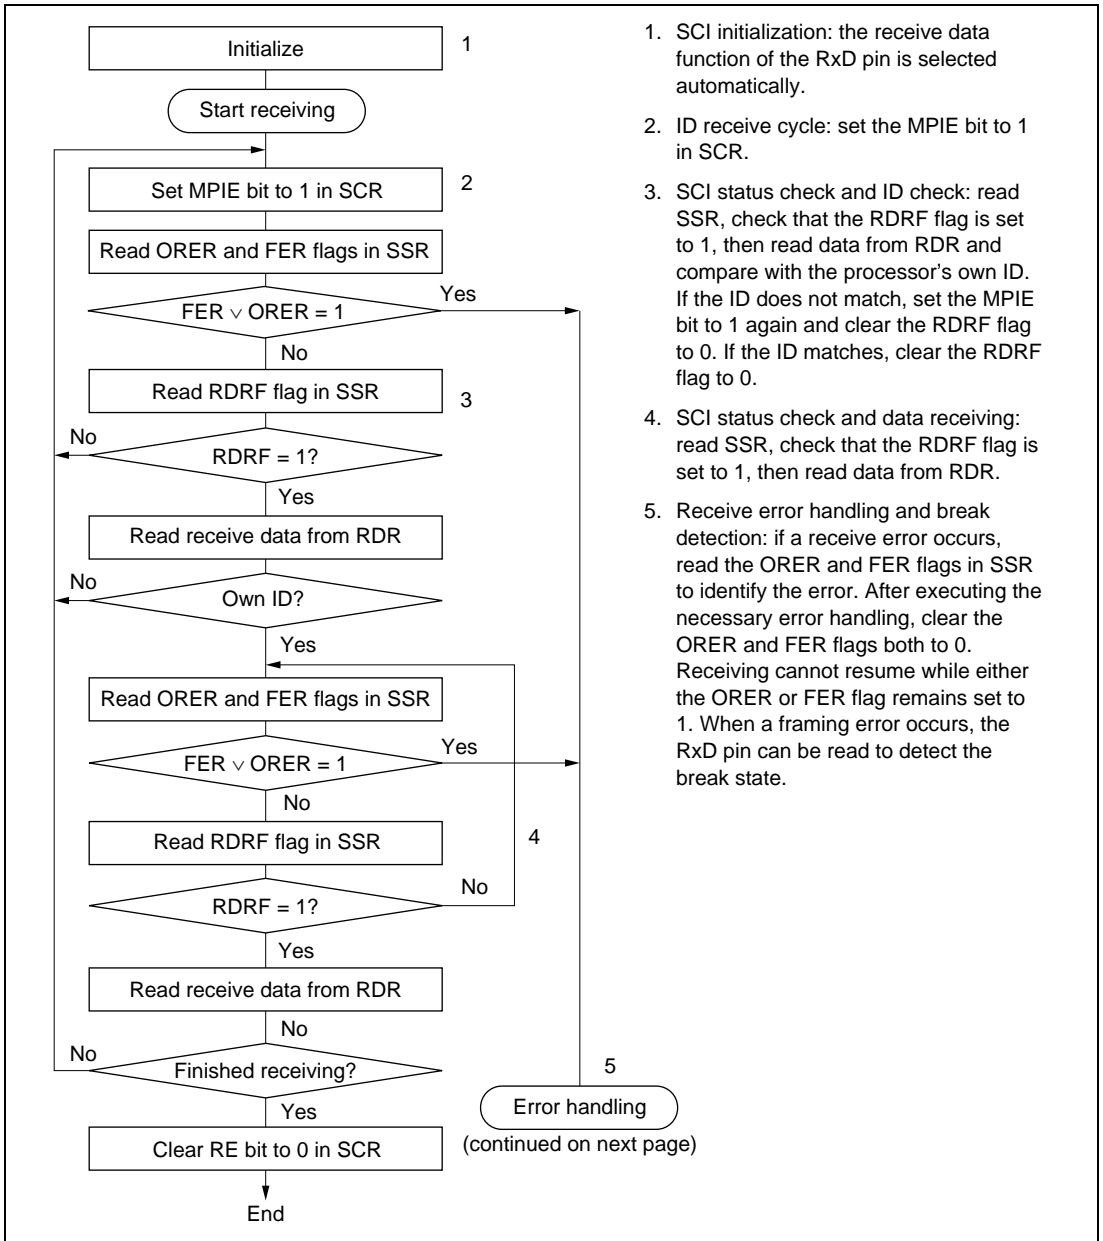 Initialize
1
Start receiving
Set MPIE bit to 1 in SCR
2
Read ORER and FER flags in SSR
FER ∨ ORER = 1
Yes
No
Read RDRF flag in SSR
3
RDRF = 1?
No
Yes
Read receive data from RDR
Own ID?
No
Yes
Read ORER and FER flags in SSR
FER ∨ ORER = 1
Yes
No
Read RDRF flag in SSR
4
RDRF = 1?
No
Yes
Read receive data from RDR
No
Finished receiving?
No
Yes
Clear RE bit to 0 in SCR
End
5
Error handling
(continued on next page)
1. SCI initialization: the receive data
function of the RxD pin is selected
automatically.
2. ID receive cycle: set the MPIE bit to 1
in SCR.
3. SCI status check and ID check: read
SSR, check that the RDRF flag is set
to 1, then read data from RDR and
compare with the processor's own ID.
If the ID does not match, set the MPIE
bit to 1 again and clear the RDRF flag
to 0. If the ID matches, clear the RDRF
flag to 0.
4. SCI status check and data receiving:
read SSR, check that the RDRF flag is
set to 1, then read data from RDR.
5. Receive error handling and break
detection: if a receive error occurs,
read the ORER and FER flags in SSR
to identify the error. After executing the
necessary error handling, clear the
ORER and FER flags both to 0.
Receiving cannot resume while either
the ORER or FER flag remains set to
1. When a framing error occurs, the
RxD pin can be read to detect the
break state.